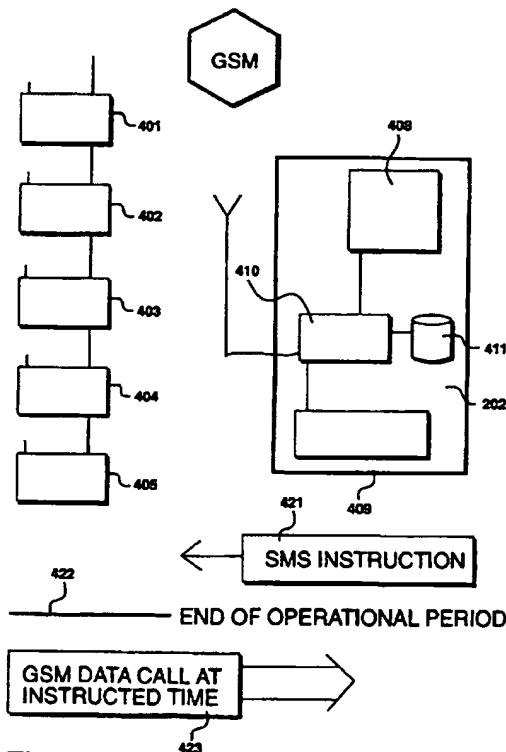 GSM
401
408
402
410
403
411
404
202
405
409
421
SMS INSTRUCTION
422
END OF OPERATIONAL PERIOD
GSM DATA CALL AT
INSTRUCTED TIME
423